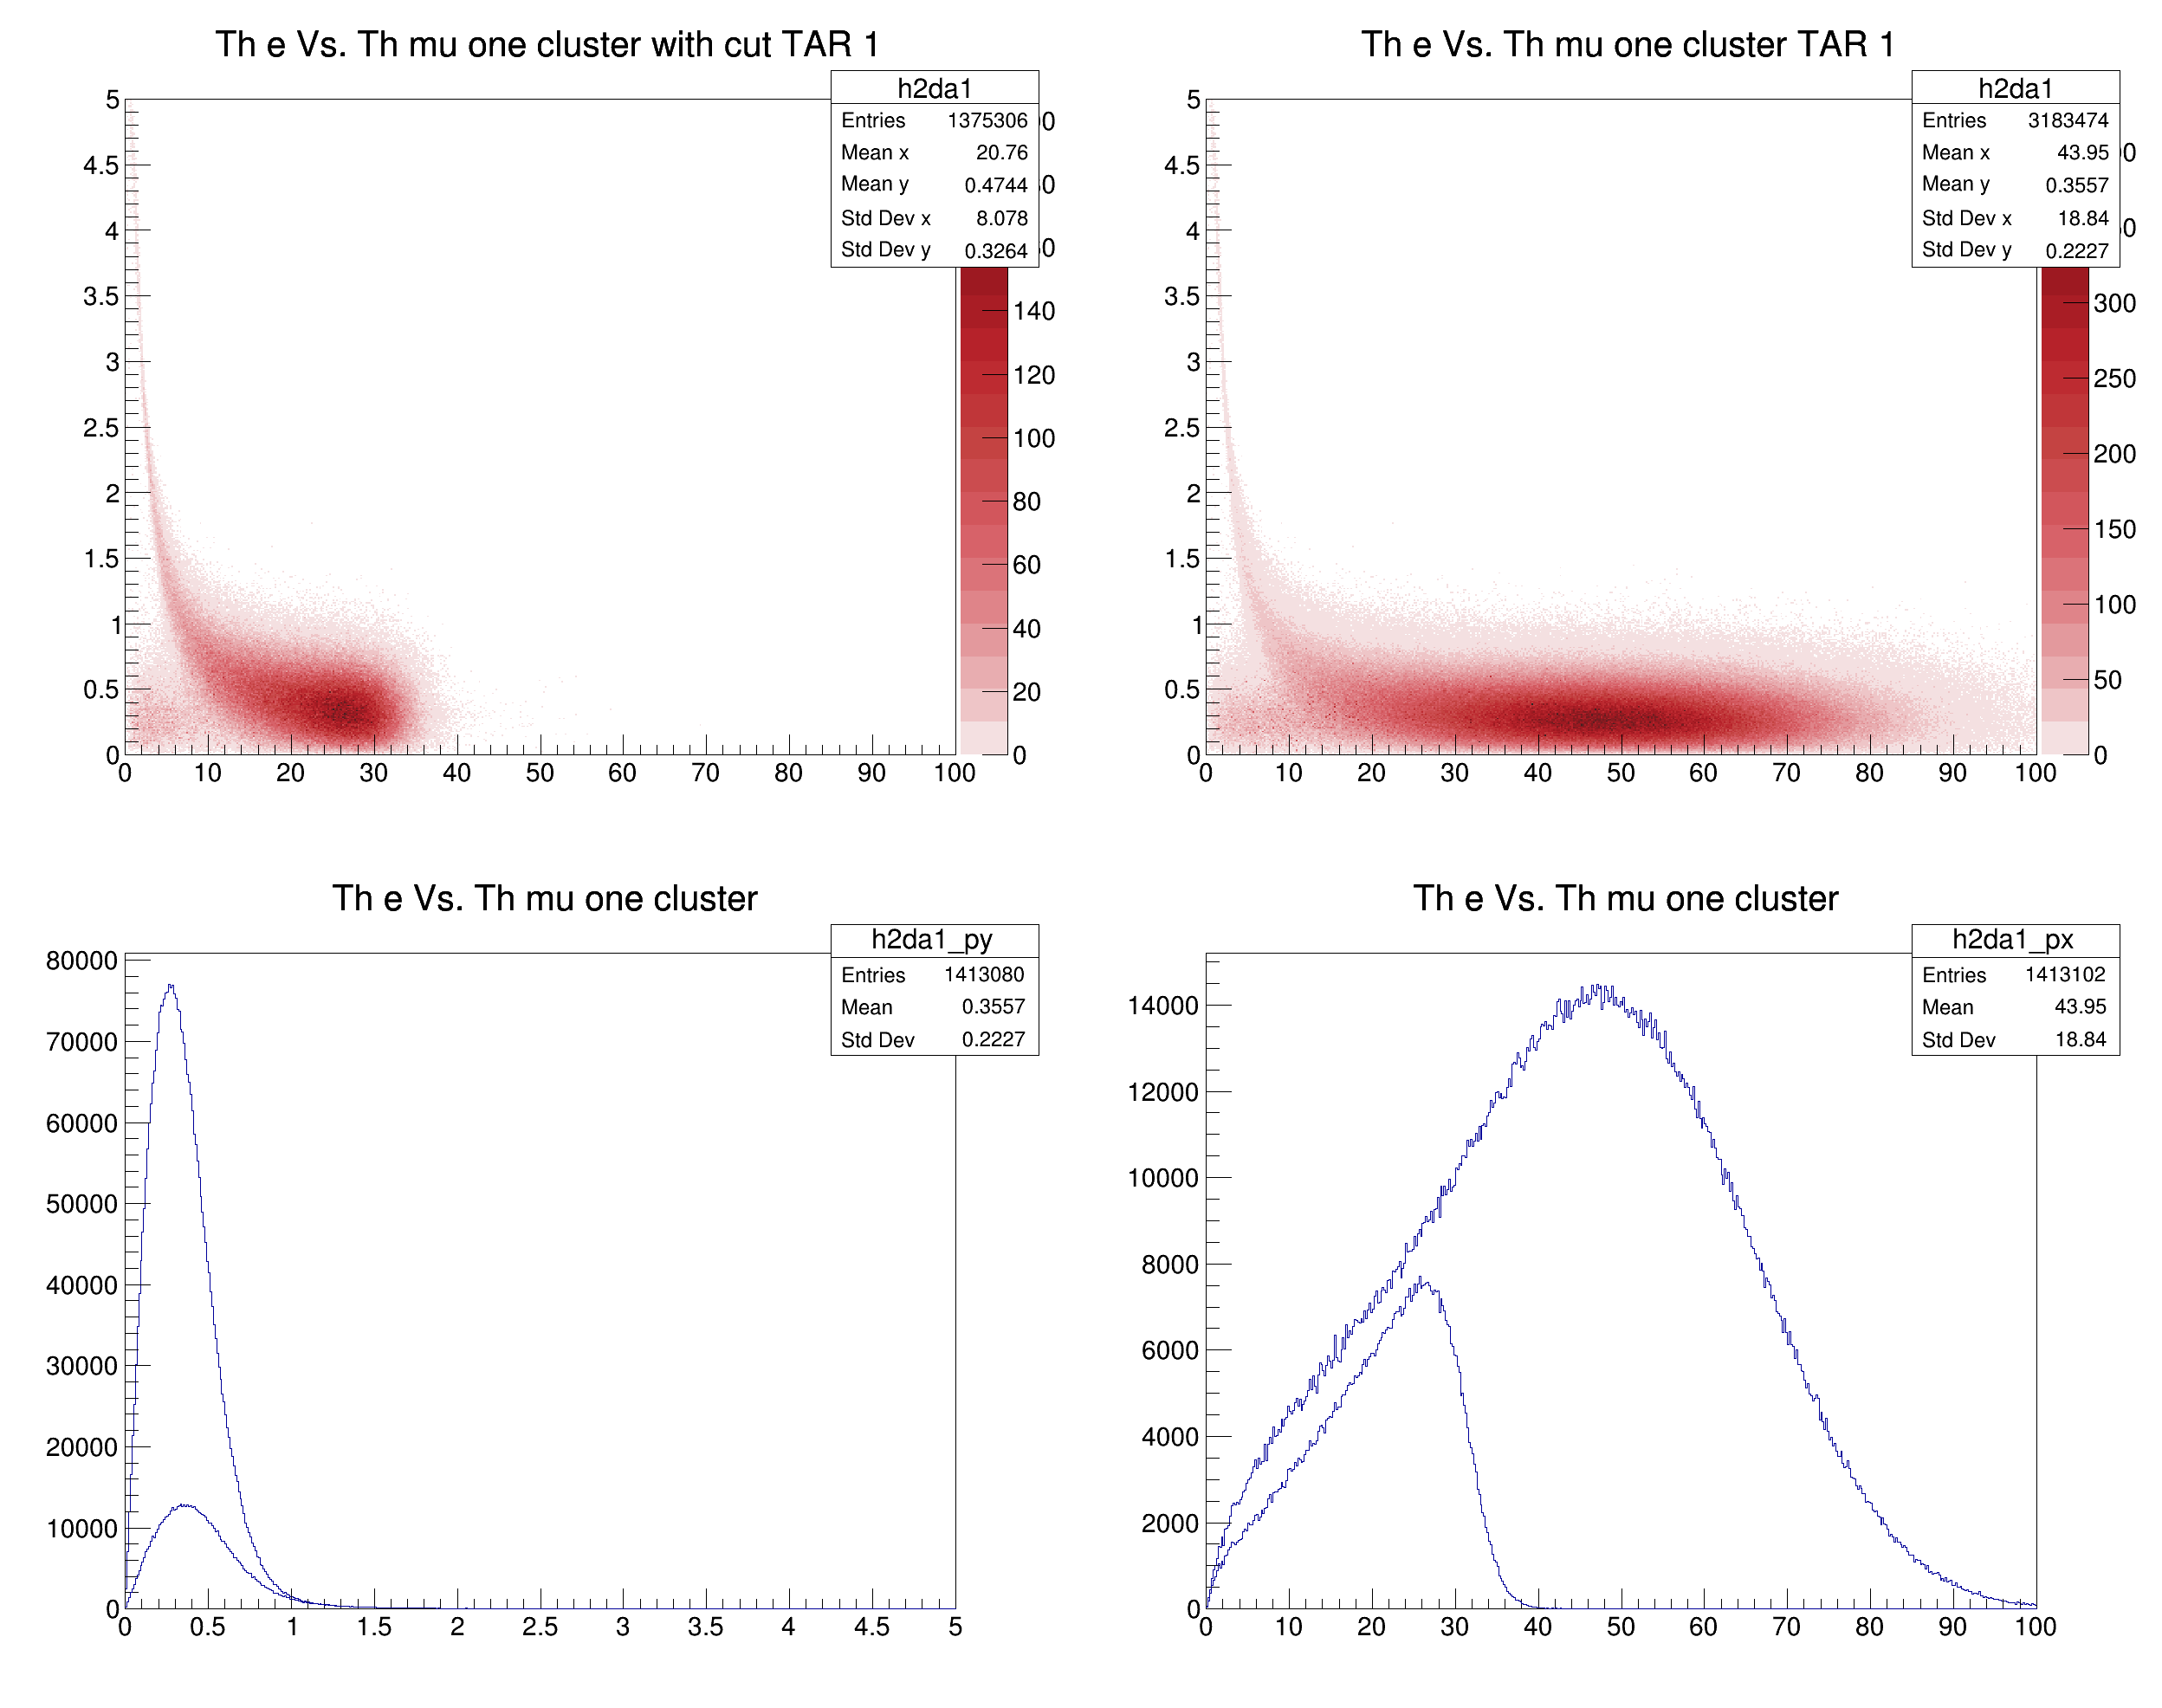 Th e Vs. Th mu one cluster with cut TAR 1
h2da1
Entries 1375306
Mean x 20.76
Mean y 0.4744
Std Dev x 8.078
Std Dev y 0.3264
5
4.5
4
3.5
3
2.5
2
1.5
1
0.5
0
0 10 20 30 40 50 60 70 80 90 100
140
120
100
80
60
40
20
0
Th e Vs. Th mu one cluster TAR 1
h2da1
Entries 3183474
Mean x 43.95
Mean y 0.3557
Std Dev x 18.84
Std Dev y 0.2227
5
4.5
4
3.5
3
2.5
2
1.5
1
0.5
0
0 10 20 30 40 50 60 70 80 90 100
300
250
200
150
100
50
0
Th e Vs. Th mu one cluster
h2da1_py
Entries 1413080
Mean 0.3557
Std Dev 0.2227
80000
70000
60000
50000
40000
30000
20000
10000
0
0 0.5 1 1.5 2 2.5 3 3.5 4 4.5 5
Th e Vs. Th mu one cluster
h2da1_px
Entries 1413102
Mean 43.95
Std Dev 18.84
14000
12000
10000
8000
6000
4000
2000
0
0 10 20 30 40 50 60 70 80 90 100